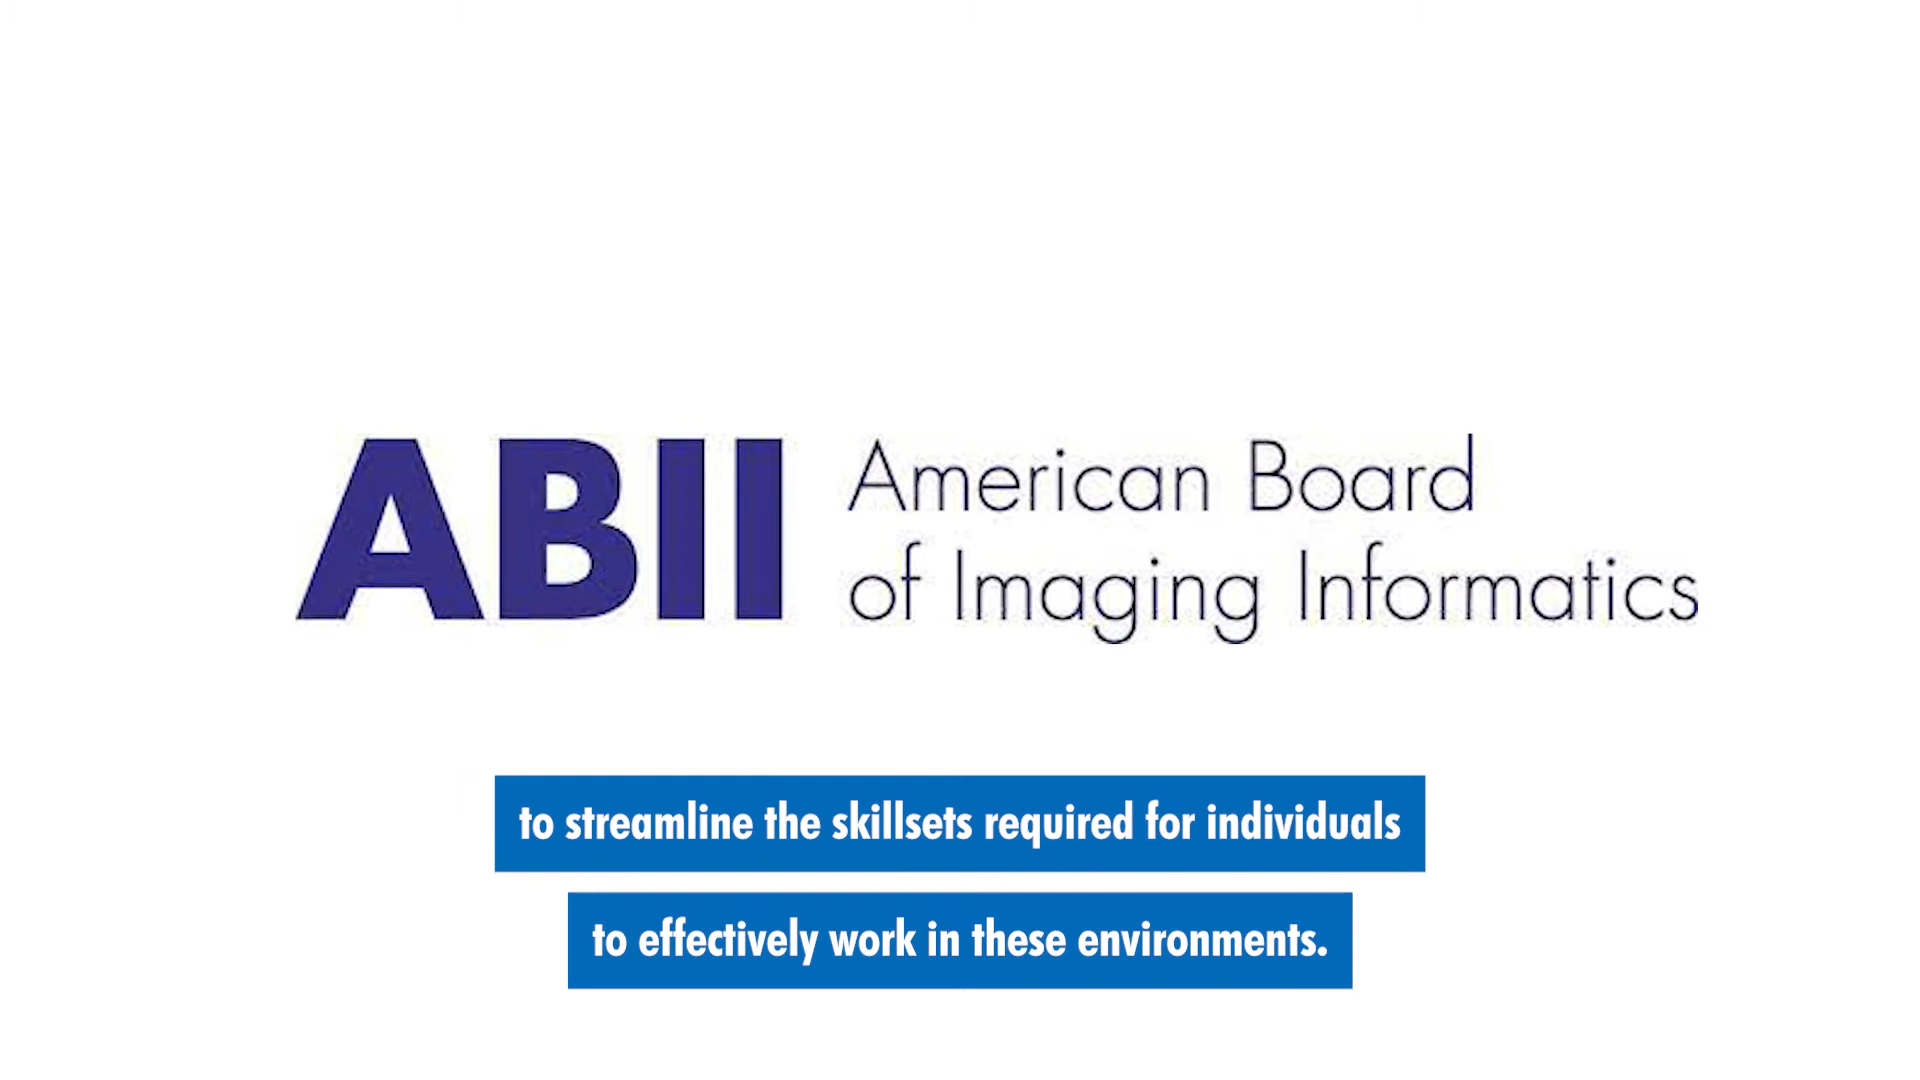 ABII American Board
of Imaging Informatics
to streamline the skillsets required for individuals
to effectively work in these environments.